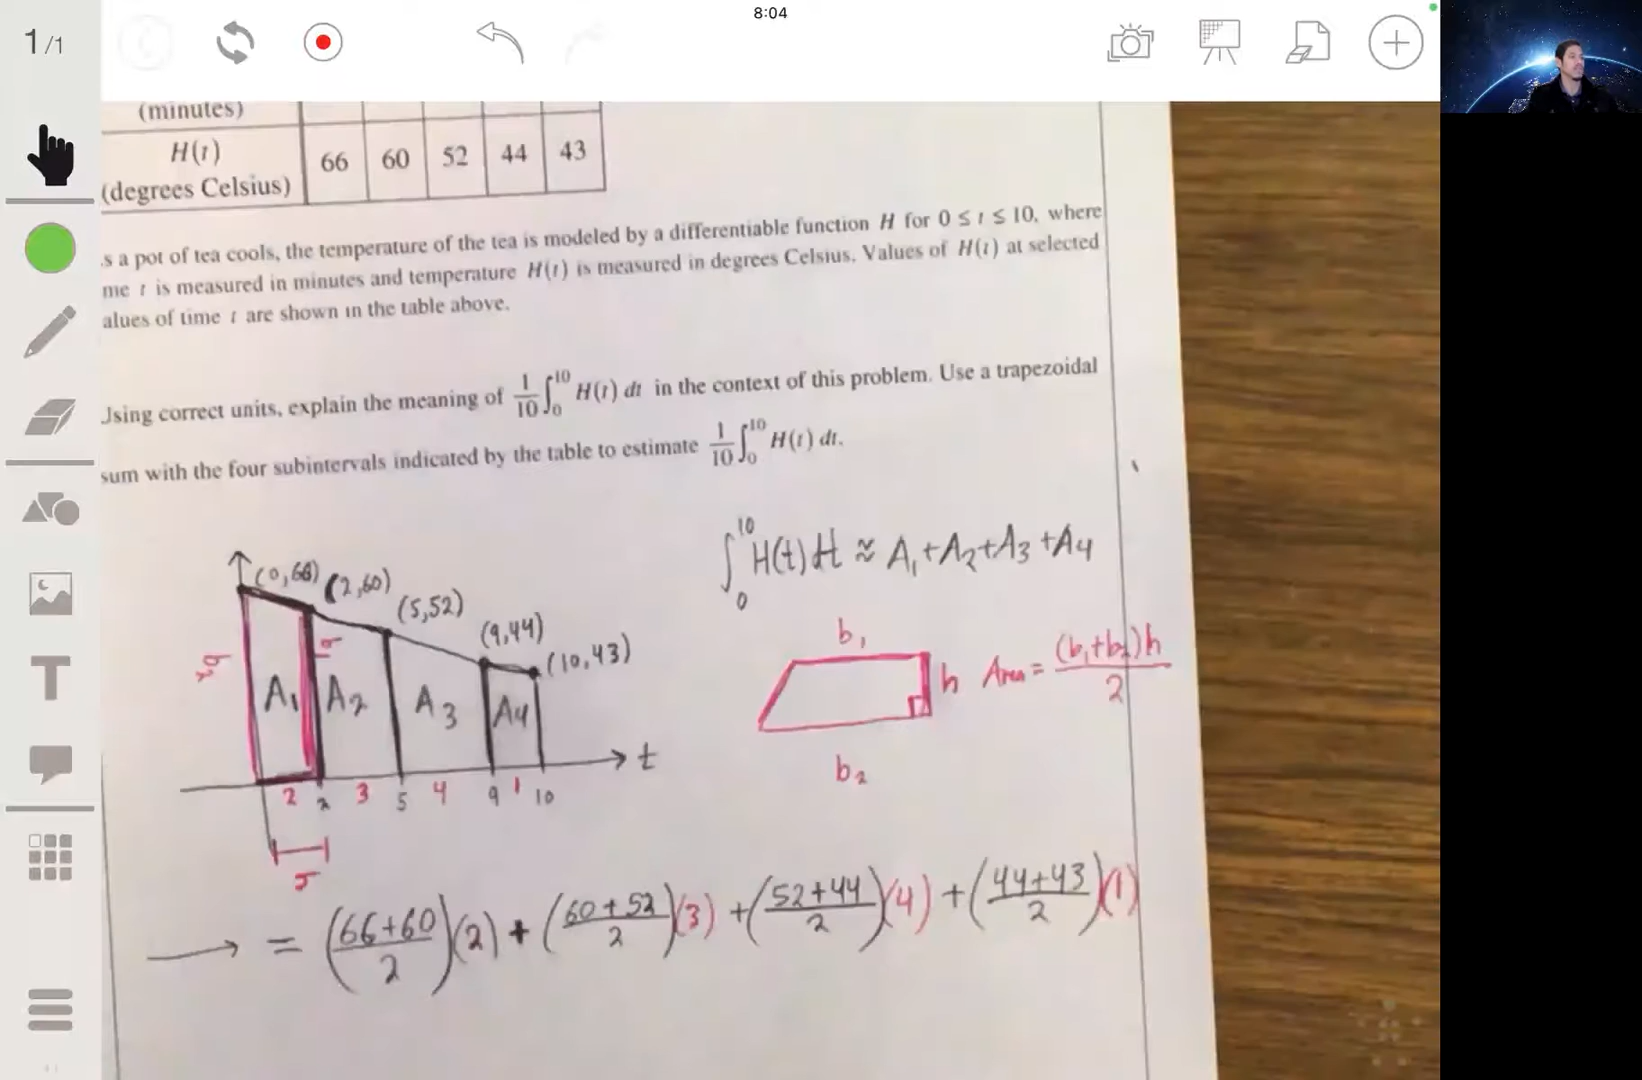 8:04
1/1
(minutes)
H(t)
(degrees Celsius)
66 60 52 44 43
s a pot of tea cools, the temperature of the tea is modeled by a differentiable function H for 0 ≤ t ≤ 10, where
me t is measured in minutes and temperature H(t) is measured in degrees Celsius. Values of H(t) at selected
alues of time t are shown in the table above.
Using correct units, explain the meaning of 1/10 ∫₀¹⁰ H(t) dt in the context of this problem. Use a trapezoidal
sum with the four subintervals indicated by the table to estimate 1/10 ∫₀¹⁰ H(t) dt.
∫₀¹⁰ H(t)dt ≈ A₁+A₂+A₃+A₄
(0,66) (2,60) (5,52) (9,44) (10,43)
A₁ A₂ A₃ A4
t
2 2 3 5 4 9 1 10
b₁
h
b₂
Area = (b₁+b₂)h/2
= (66+60/2)(2) + (60+52/2)(3) + (52+44/2)(4) + (44+43/2)(1)
T